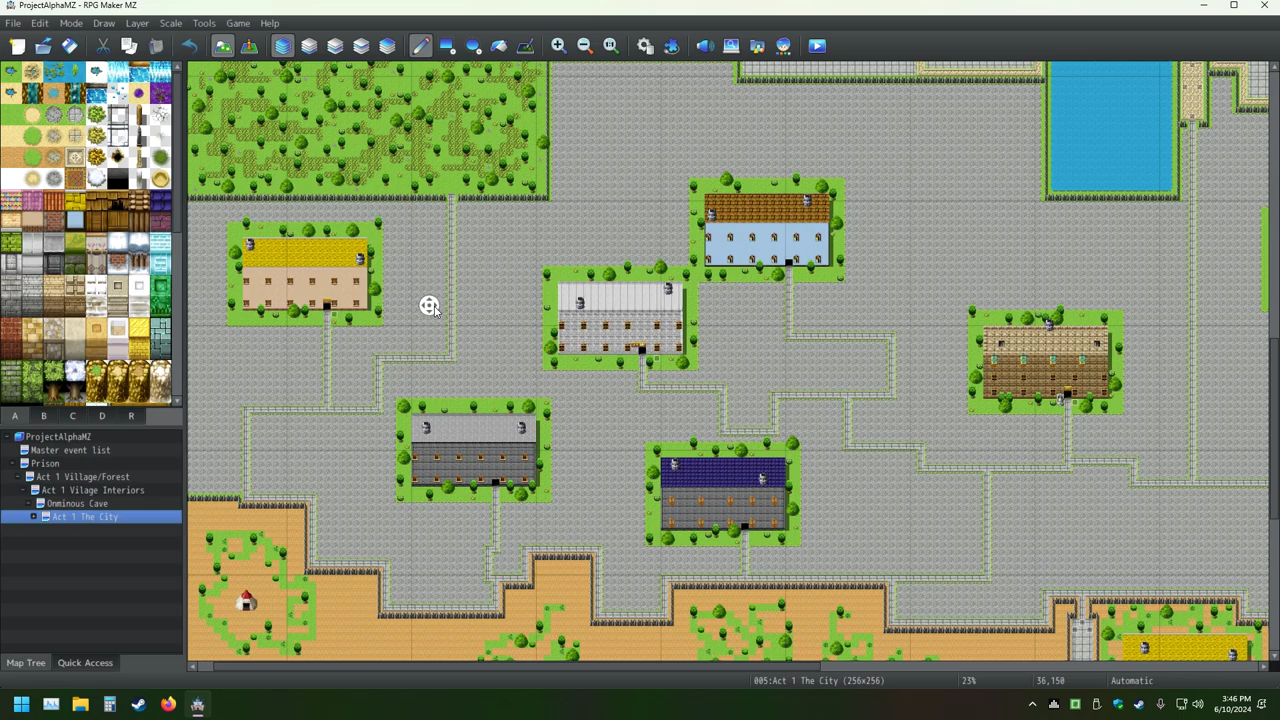 ProjectAlphaMZ - RPG Maker MZ
File Edit Mode Draw Layer Scale Tools Game Help
A B C D R
ProjectAlphaMZ
Master event list
Prison
Act 1 Village/Forest
Act 1 Vilage Interiors
Onminous Cave
Act 1 The City
Map Tree Quick Access
005:Act 1 The City (256x256) 23% 36,150 Automatic
3:46 PM
6/10/2024